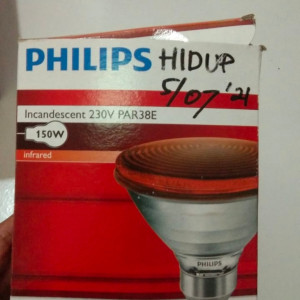 PHILIPS HIDUP
5/07 '21
Incandescent 230V PAR38E
150W
infrared
PHILIPS